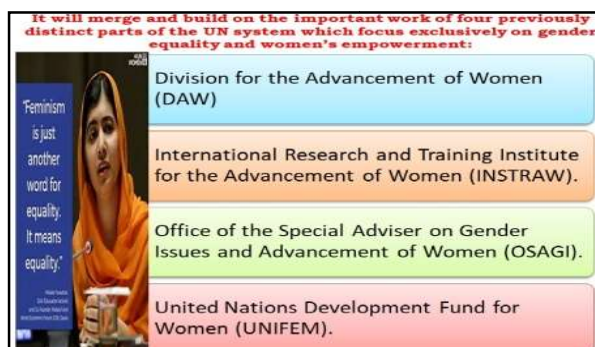 It will merge and build on the important work of four previously
distinct parts of the UN system which focus exclusively on gender
equality and women's empowerment:
"Feminism
is just
another
word for
equality.
It means
equality."
Division for the Advancement of Women
(DAW)
International Research and Training Institute
for the Advancement of Women (INSTRAW).
Office of the Special Adviser on Gender
Issues and Advancement of Women (OSAGI).
United Nations Development Fund for
Women (UNIFEM).